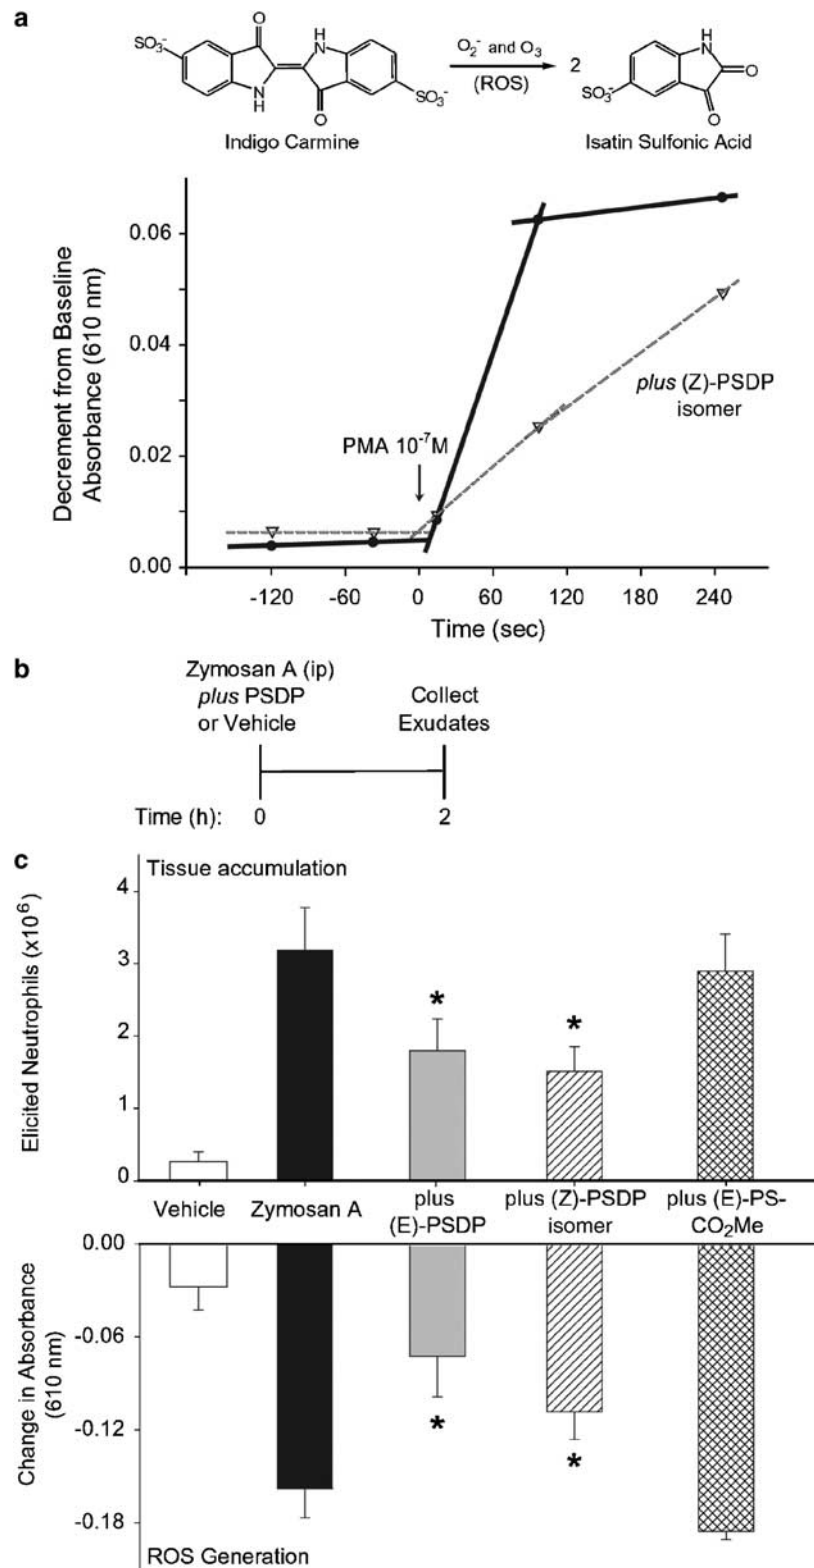 a
SO₃⁻
O
NH
NH
O
SO₃⁻
Indigo Carmine
O₂⁻ and O₃
(ROS)
2
SO₃⁻
NH
O
O
Isatin Sulfonic Acid
Decrement from Baseline
Absorbance (610 nm)
0.06
0.04
0.02
0.00
PMA 10⁻⁷M
plus (Z)-PSDP
isomer
-120 -60 0 60 120 180 240
Time (sec)
b
Zymosan A (ip)
plus PSDP
or Vehicle
Collect
Exudates
Time (h): 0 2
c
Tissue accumulation
Elicited Neutrophils (x10⁶)
4
3
2
1
0
*
*
Vehicle
Zymosan A
plus
(E)-PSDP
plus (Z)-PSDP
isomer
plus (E)-PS-
CO₂Me
Change in Absorbance
(610 nm)
0.00
-0.06
-0.12
-0.18
*
*
ROS Generation